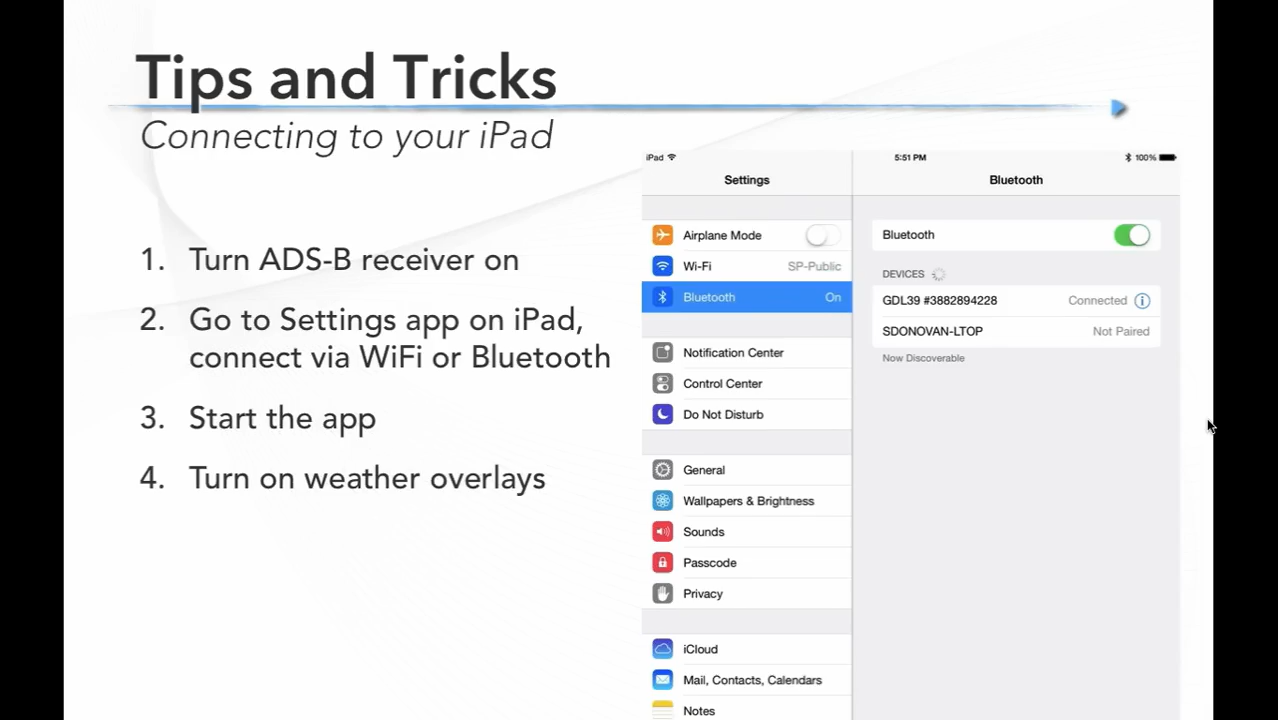 Tips and Tricks
Connecting to your iPad
1. Turn ADS-B receiver on
2. Go to Settings app on iPad,
connect via WiFi or Bluetooth
3. Start the app
4. Turn on weather overlays
iPad 5:51 PM 100%
Settings
Airplane Mode
Wi-Fi SP-Public
Bluetooth On
Notification Center
Control Center
Do Not Disturb
General
Wallpapers & Brightness
Sounds
Passcode
Privacy
iCloud
Mail, Contacts, Calendars
Notes
Bluetooth
Bluetooth
DEVICES
GDL39 #3882894228 Connected
SDONOVAN-LTOP Not Paired
Now Discoverable